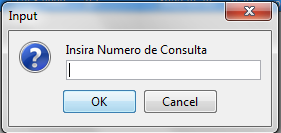 Input
Insira Numero de Consulta
OK
Cancel